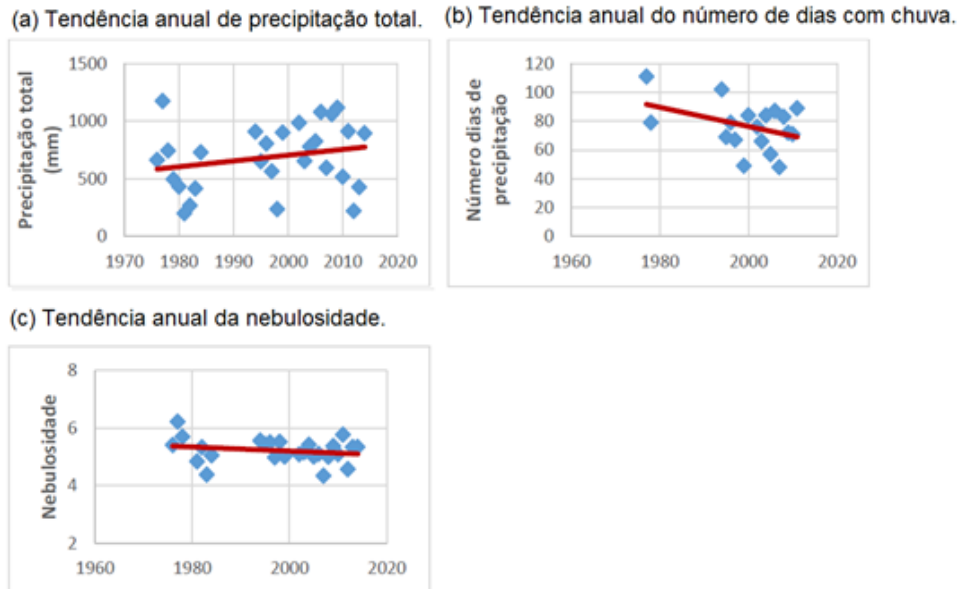 (a) Tendência anual de precipitação total.
Precipitação total
(mm)
1500
1000
500
0
1970 1980 1990 2000 2010 2020
(b) Tendência anual do número de dias com chuva.
Número dias de
precipitação
120
100
80
60
40
20
0
1960 1980 2000 2020
(c) Tendência anual da nebulosidade.
Nebulosidade
8
6
4
2
1960 1980 2000 2020